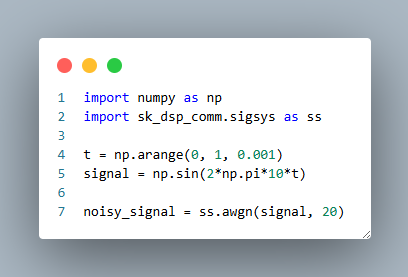 1 import numpy as np
2 import sk_dsp_comm.sigsys as ss
3
4 t = np.arange(0, 1, 0.001)
5 signal = np.sin(2*np.pi*10*t)
6
7 noisy_signal = ss.awgn(signal, 20)